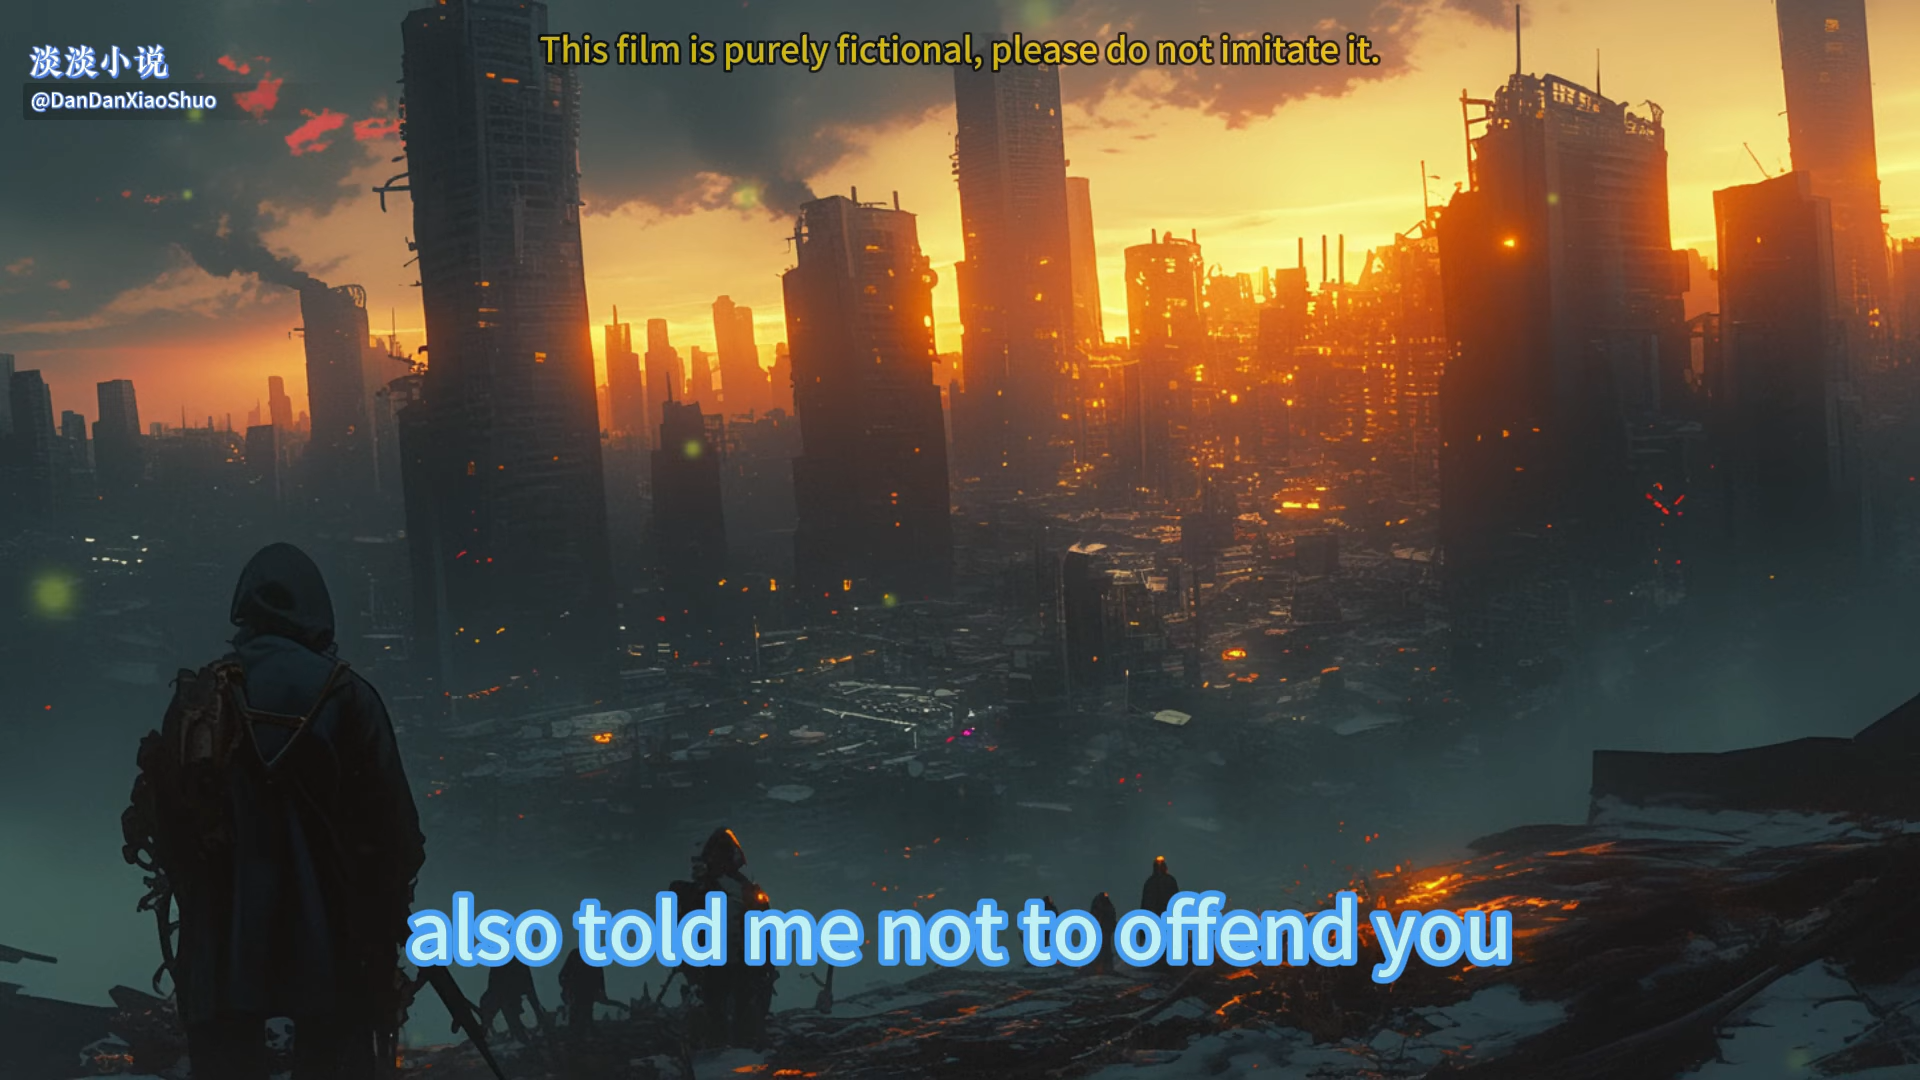 This film is purely fictional, please do not imitate it.
淡淡小说
@DanDanXiaoShuo
also told me not to offend you